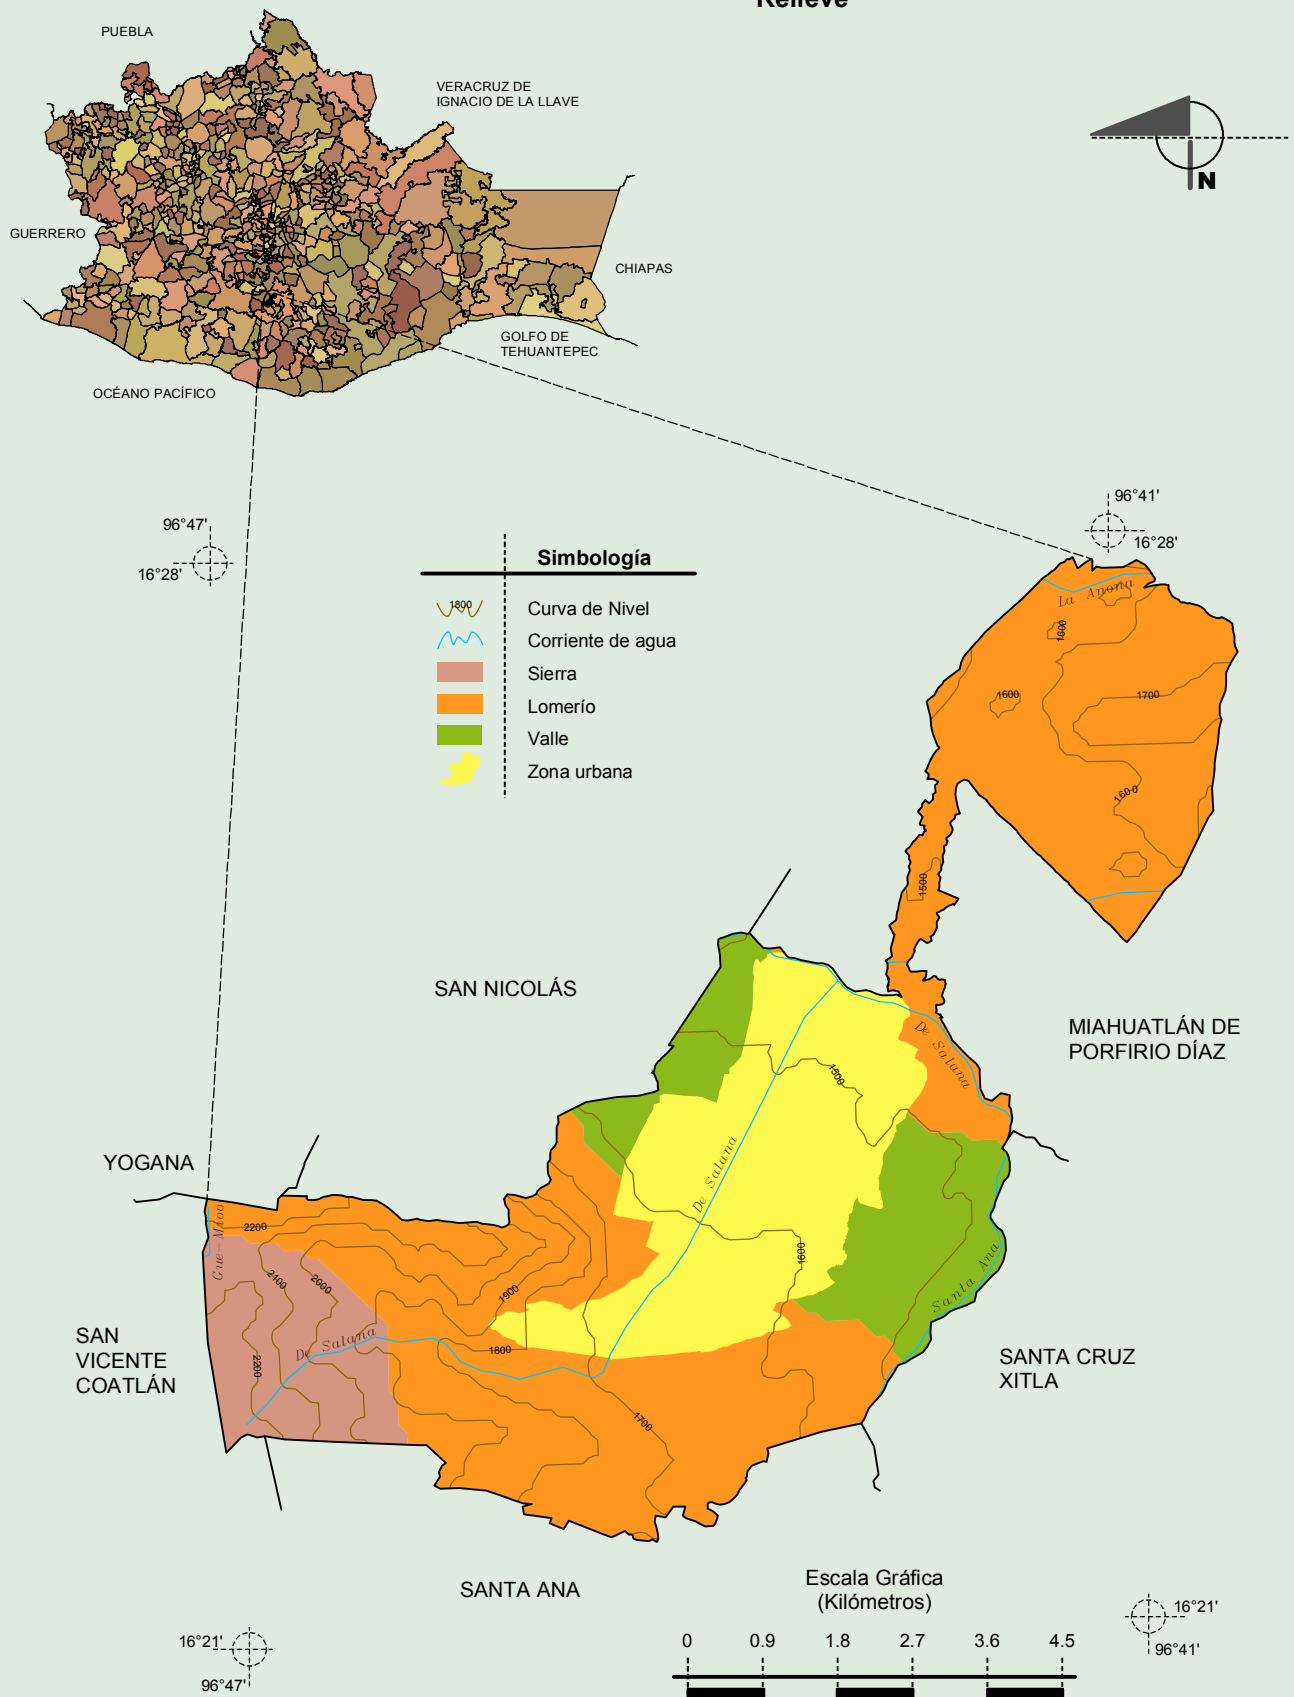 Relieve
PUEBLA
VERACRUZ DE
IGNACIO DE LA LLAVE
N
GUERRERO
CHIAPAS
GOLFO DE
TEHUANTEPEC
OCÉANO PACÍFICO
96°47'
16°28'
96°41'
16°28'
Simbología
1800
Curva de Nivel
Corriente de agua
Sierra
Lomerío
Valle
Zona urbana
La Anona
1600
1600
1700
1600
1500
SAN NICOLÁS
MIAHUATLÁN DE
PORFIRIO DÍAZ
De Salana
1500
De Salana
YOGANA
2200
2100
2000
1900
1600
Santa Ana
De Salana
1800
2200
1700
SAN
VICENTE
COATLÁN
SANTA CRUZ
XITLA
SANTA ANA
Escala Gráfica
(Kilómetros)
0 0.9 1.8 2.7 3.6 4.5
16°21'
96°47'
16°21'
96°41'